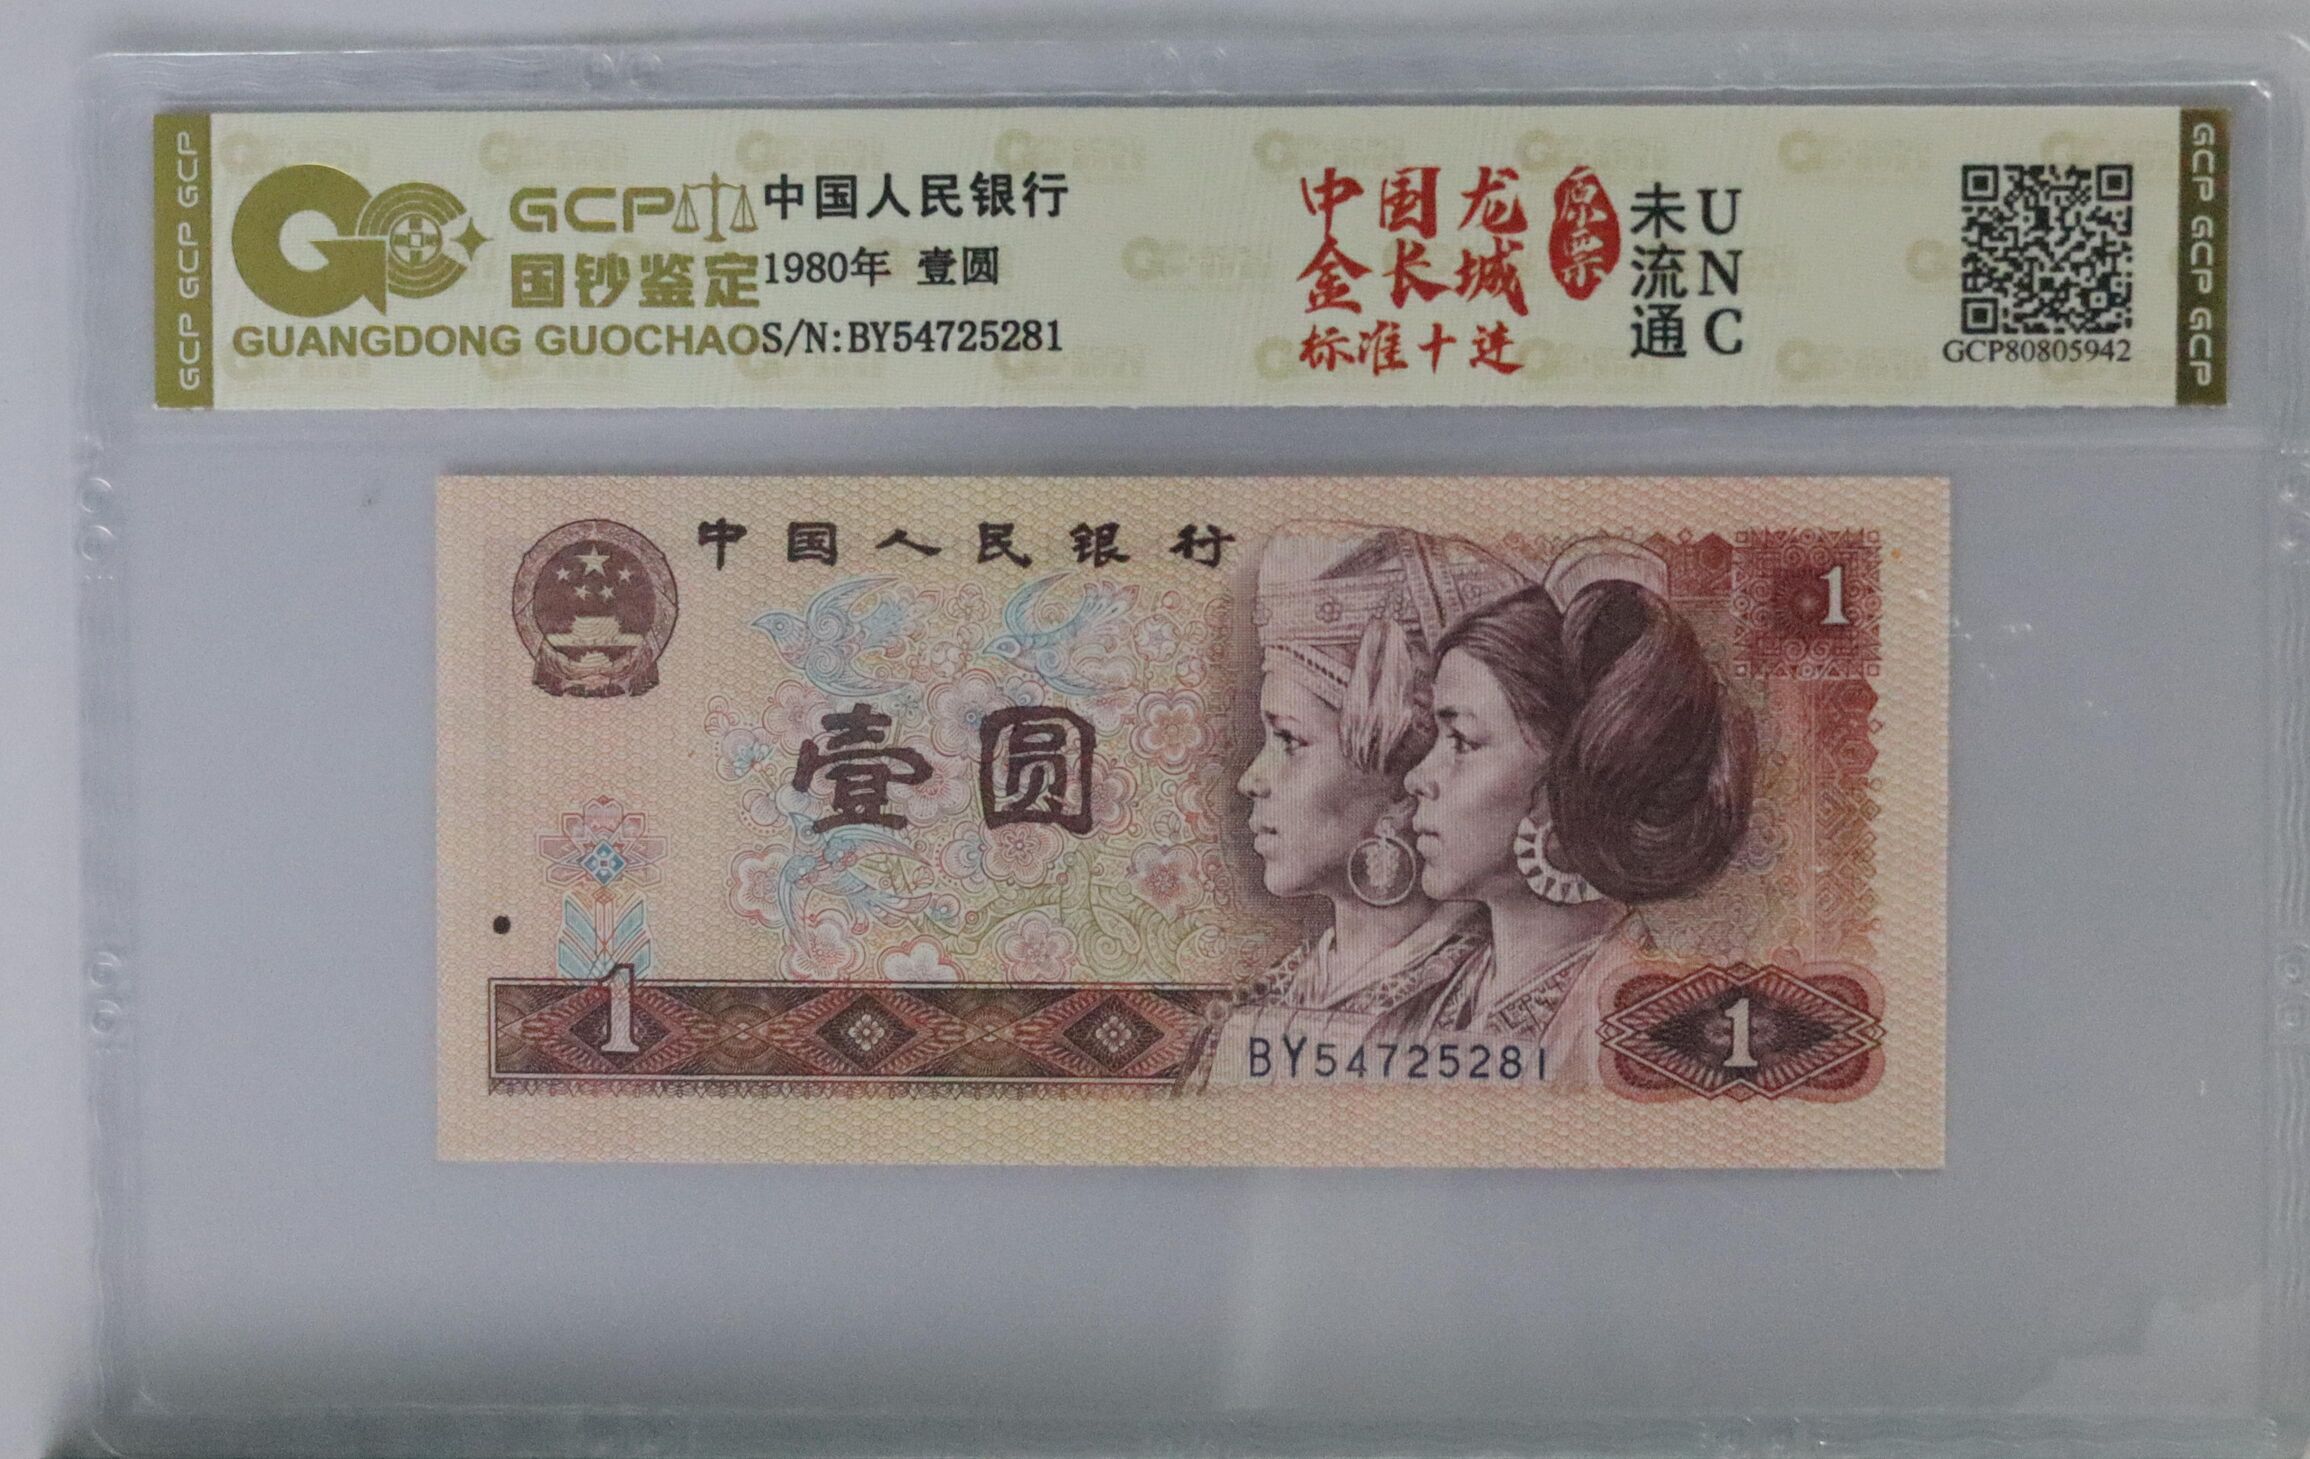 GCP GCP GCP
GCP
国钞鉴定
GUANGDONG GUOCHAO
中国人民银行
1980年 壹圆
S/N:BY54725281
中国龙
金长城
标准十连
原票
未流通
UNC
GCP80805942
GCP GCP GCP
中国人民银行
壹圆
1
1
1
BY54725281